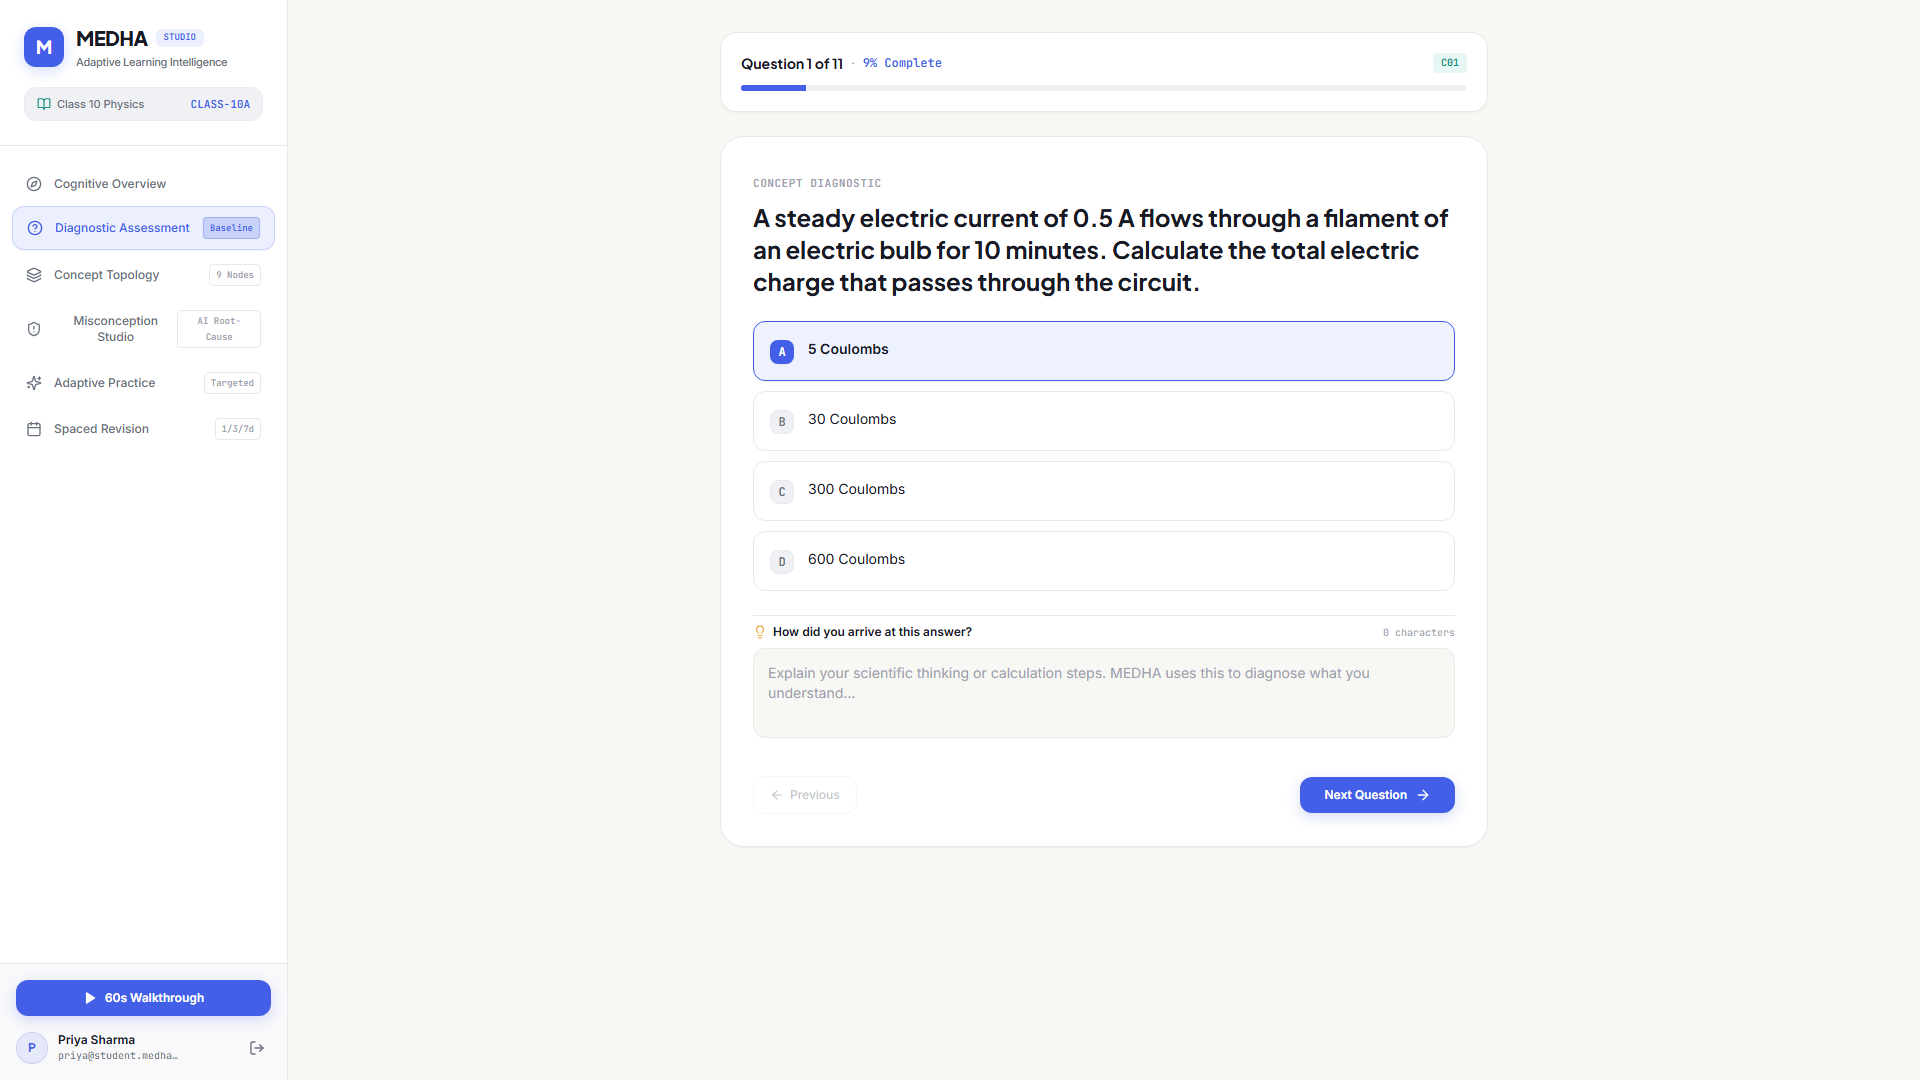 M
MEDHA STUDIO
Adaptive Learning Intelligence
Class 10 Physics CLASS-10A
Cognitive Overview
Diagnostic Assessment Baseline
Concept Topology 9 Nodes
Misconception Studio AI Root-Cause
Adaptive Practice Targeted
Spaced Revision 1/3/7d
60s Walkthrough
P
Priya Sharma
priya@student.medha…
Question 1 of 11 · 9% Complete C01
CONCEPT DIAGNOSTIC
A steady electric current of 0.5 A flows through a filament of
an electric bulb for 10 minutes. Calculate the total electric
charge that passes through the circuit.
A 5 Coulombs
B 30 Coulombs
C 300 Coulombs
D 600 Coulombs
How did you arrive at this answer? 0 characters
Explain your scientific thinking or calculation steps. MEDHA uses this to diagnose what you
understand...
Previous
Next Question